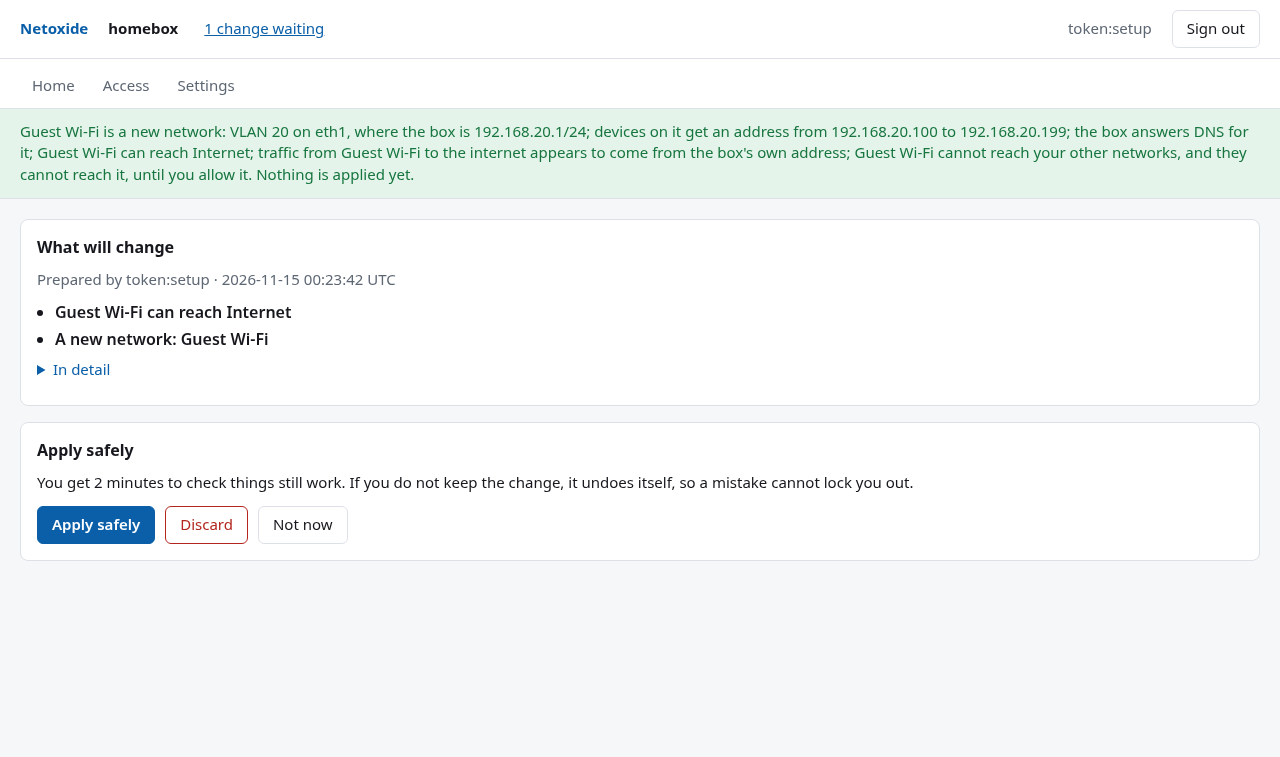 Netoxide homebox 1 change waiting token:setup Sign out
Home Access Settings
Guest Wi-Fi is a new network: VLAN 20 on eth1, where the box is 192.168.20.1/24; devices on it get an address from 192.168.20.100 to 192.168.20.199; the box answers DNS for
it; Guest Wi-Fi can reach Internet; traffic from Guest Wi-Fi to the internet appears to come from the box's own address; Guest Wi-Fi cannot reach your other networks, and they
cannot reach it, until you allow it. Nothing is applied yet.
What will change
Prepared by token:setup · 2026-11-15 00:23:42 UTC
Guest Wi-Fi can reach Internet
A new network: Guest Wi-Fi
In detail
Apply safely
You get 2 minutes to check things still work. If you do not keep the change, it undoes itself, so a mistake cannot lock you out.
Apply safely Discard Not now